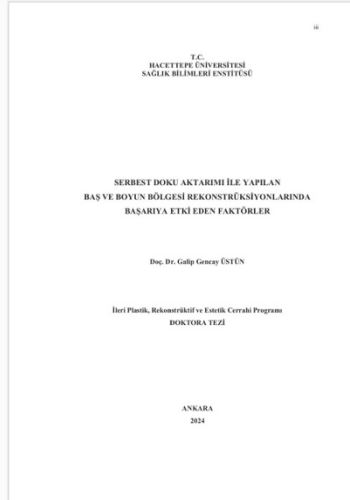 iii
T.C.
HACETTEPE ÜNİVERSİTESİ
SAĞLIK BİLİMLERİ ENSTİTÜSÜ
SERBEST DOKU AKTARIMI İLE YAPILAN
BAŞ VE BOYUN BÖLGESİ REKONSTRÜKSİYONLARINDA
BAŞARIYA ETKİ EDEN FAKTÖRLER
Doç. Dr. Galip Gencay ÜSTÜN
İleri Plastik, Rekonstrüktif ve Estetik Cerrahi Programı
DOKTORA TEZİ
ANKARA
2024